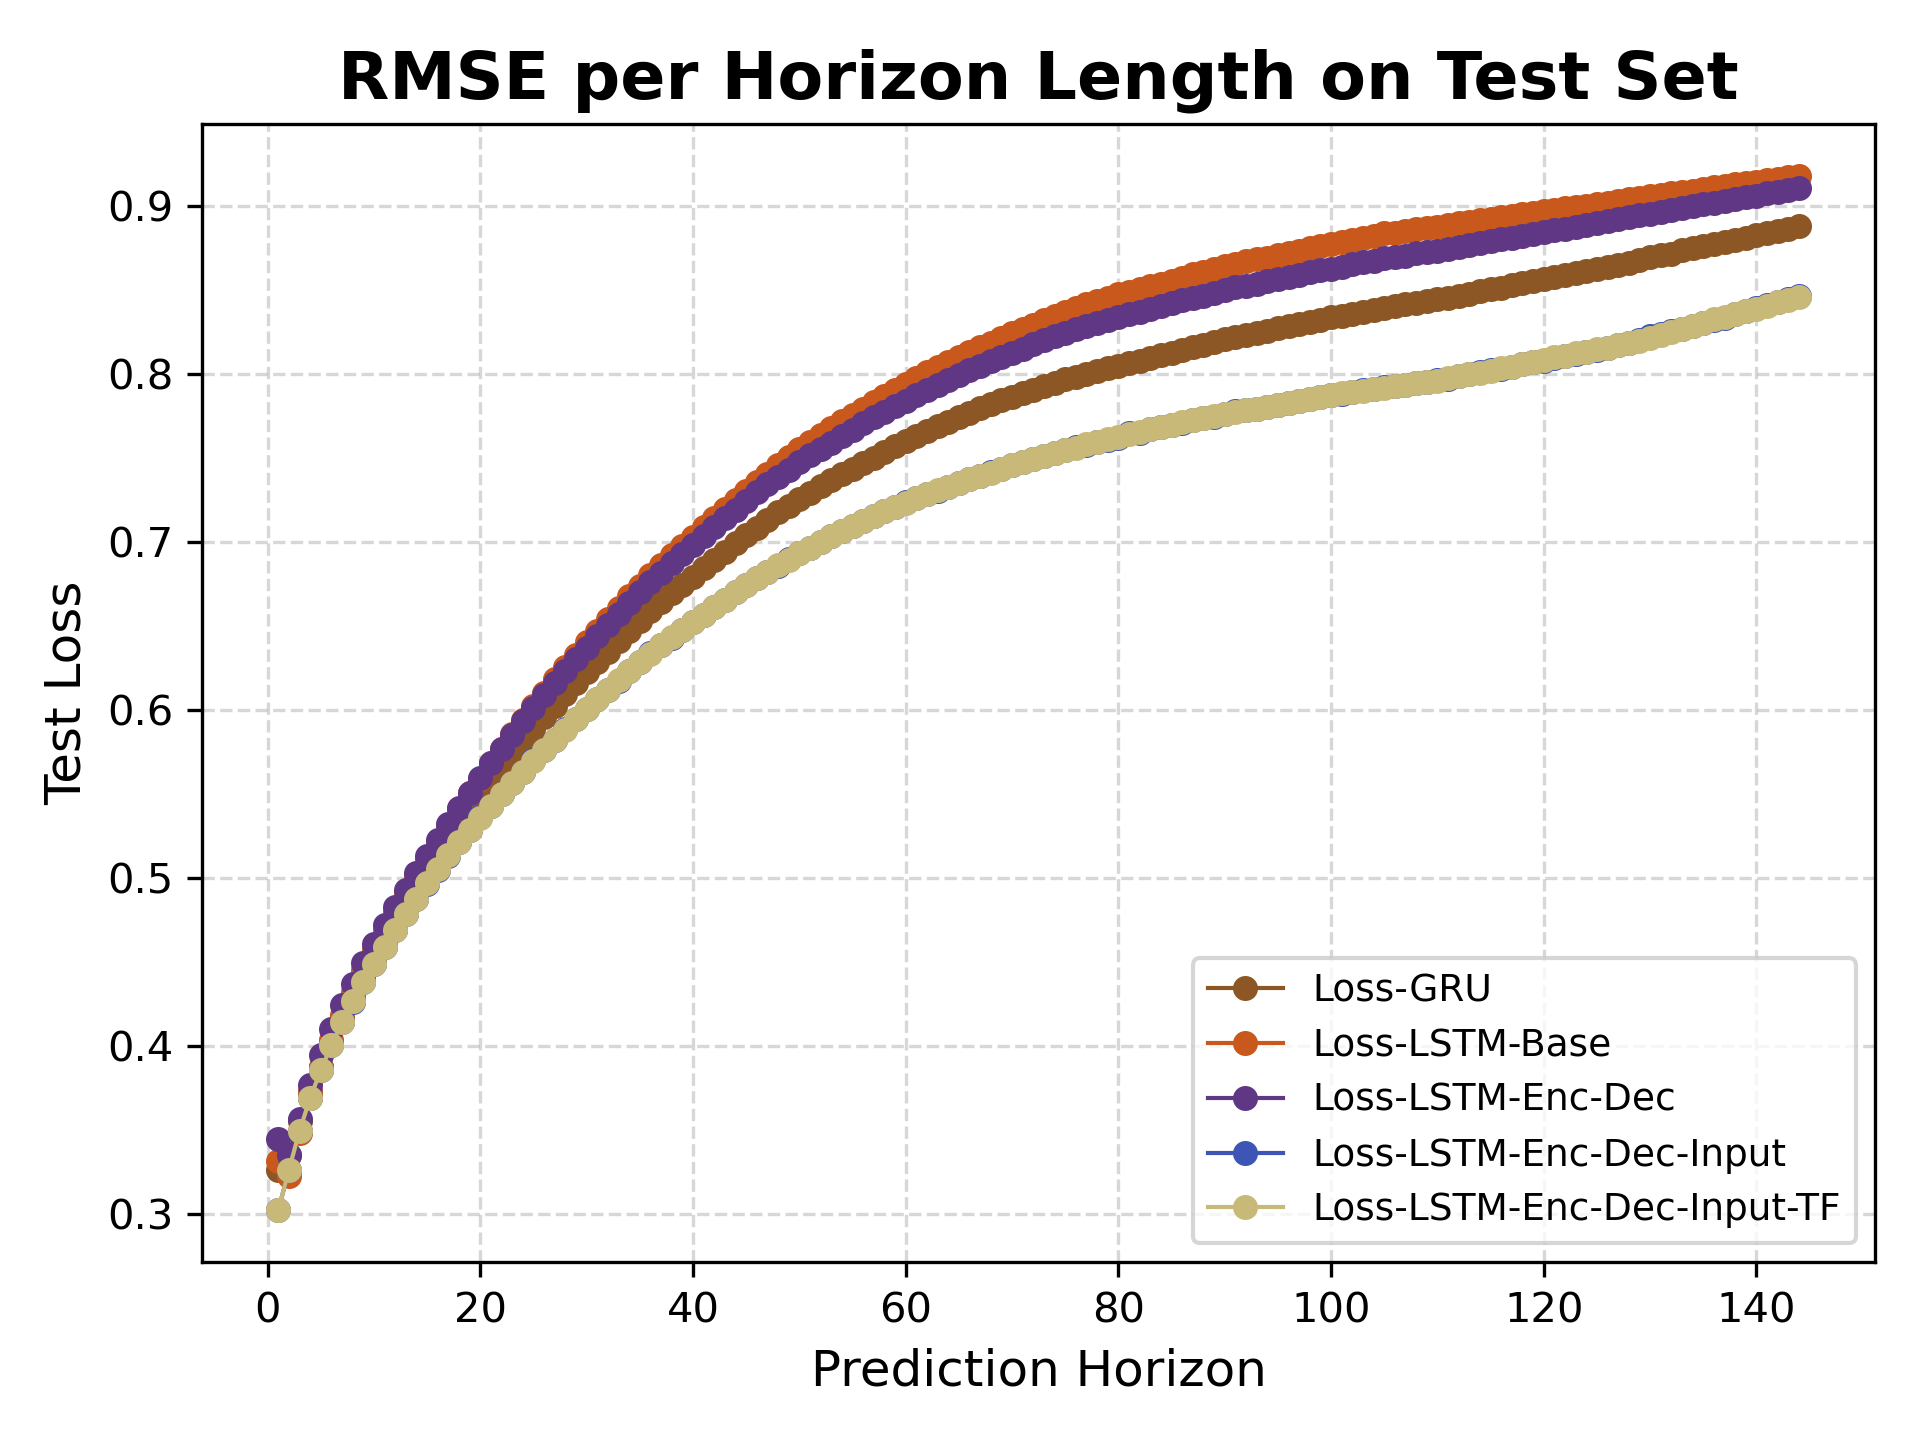 RMSE per Horizon Length on Test Set
Test Loss
0.9
0.8
0.7
0.6
0.5
0.4
0.3
0 20 40 60 80 100 120 140
Prediction Horizon
Loss-GRU
Loss-LSTM-Base
Loss-LSTM-Enc-Dec
Loss-LSTM-Enc-Dec-Input
Loss-LSTM-Enc-Dec-Input-TF